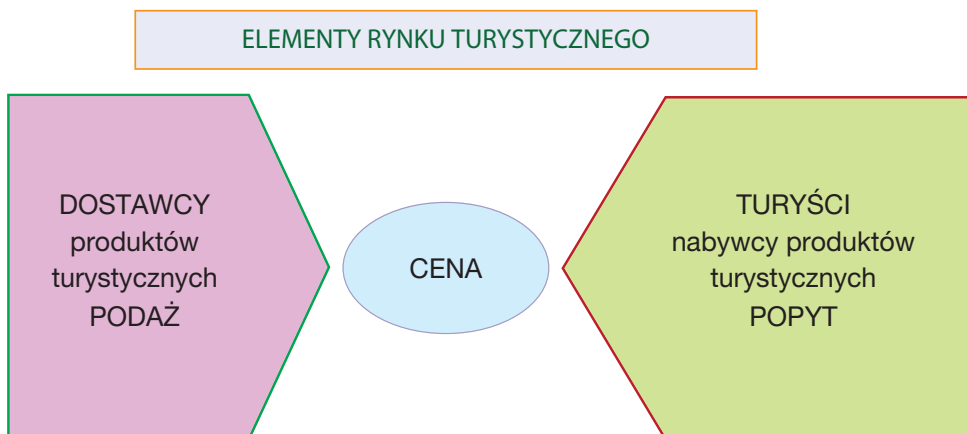 ELEMENTY RYNKU TURYSTYCZNEGO
DOSTAWCY
produktów
turystycznych
PODAŻ
CENA
TURYŚCI
nabywcy produktów
turystycznych
POPYT